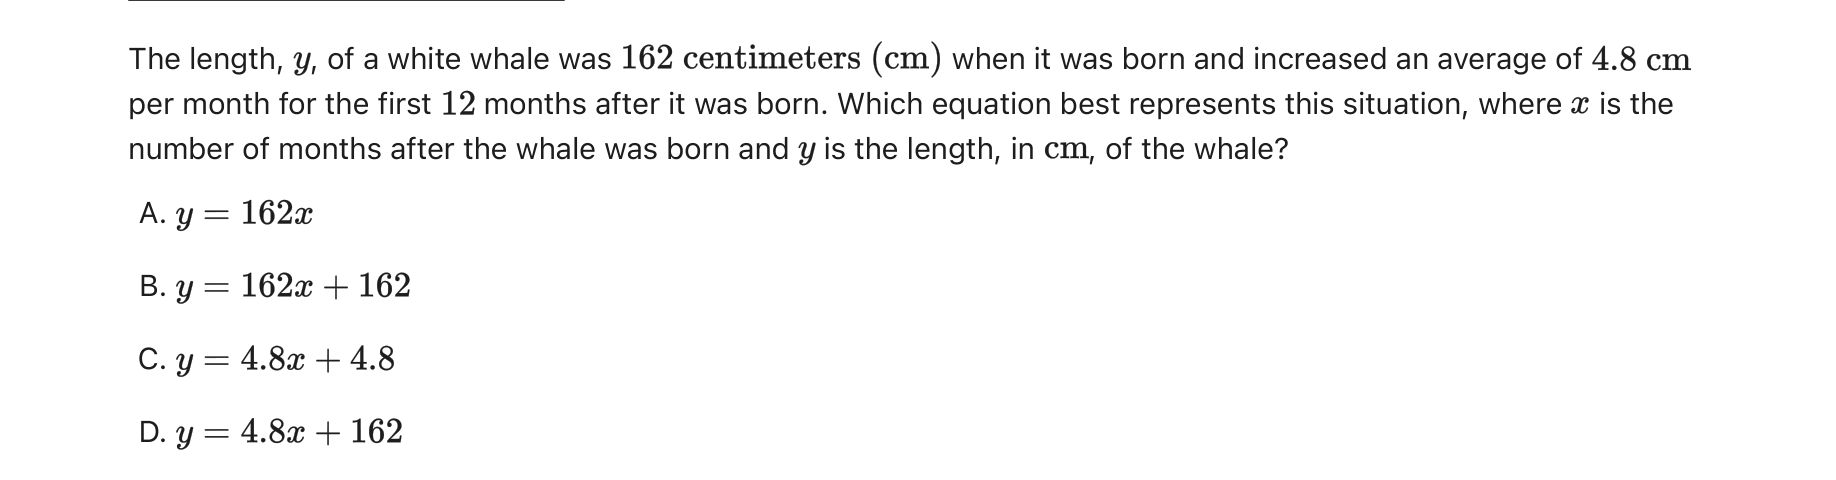 The length, y, of a white whale was 162 centimeters (cm) when it was born and increased an average of 4.8 cm
per month for the first 12 months after it was born. Which equation best represents this situation, where x is the
number of months after the whale was born and y is the length, in cm, of the whale?
A. y = 162x
B. y = 162x + 162
C. y = 4.8x + 4.8
D. y = 4.8x + 162